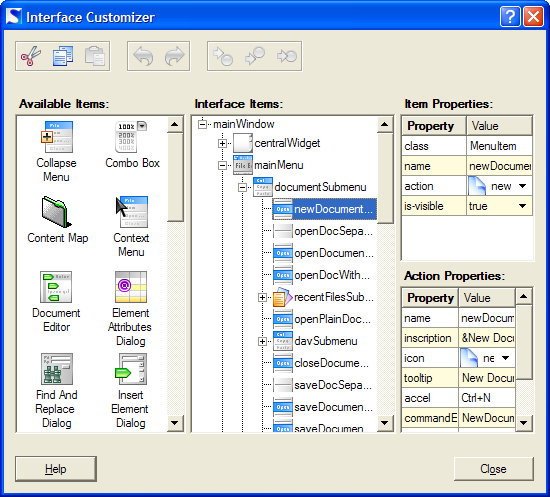 Interface Customizer
Available Items:
Collapse
Menu
Combo Box
Content Map
Context
Menu
Document
Editor
Element
Attributes
Dialog
Find And
Replace
Dialog
Insert
Element
Dialog
Interface Items:
mainWindow
centralWidget
mainMenu
documentSubmenu
newDocument...
openDocSepa...
openDocumen...
openDocWith...
recentFilesSub...
openPlainDoc...
davSubmenu
closeDocume...
saveDocSepa...
saveDocumen...
saveDocumen...
Item Properties:
Property Value
class MenuItem
name newDocume
action new
is-visible true
Action Properties:
Property Value
name newDocum
inscription &New Docu
icon ne
tooltip New Docu
accel Ctrl+N
commandE NewDocum
Help
Close